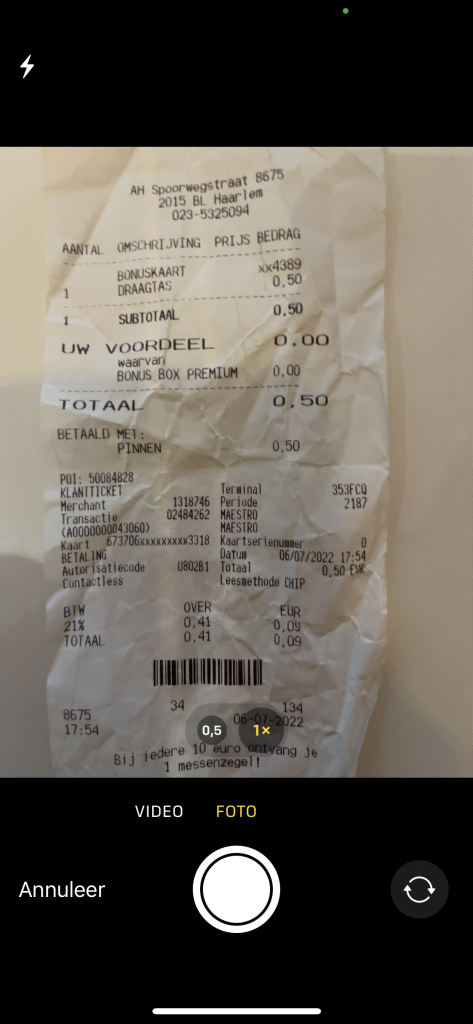 AH Spoorwegstraat 8675
2015 BL Haarlem
023-5325094
AANTAL OMSCHRIJVING PRIJS BEDRAG
BONUSKAART xx4389
1 DRAAGTAS 0,50
1 SUBTOTAAL 0,50
UW VOORDEEL 0,00
waarvan
BONUS BOX PREMIUM 0,00
TOTAAL 0,50
BETAALD MET:
PINNEN 0,50
POI: 50084828
KLANTTICKET Terminal 353FCQ
Merchant 1318746 Periode 2187
Transactie 02484262 MAESTRO
(A0000000043060) MAESTRO
Kaart 673706xxxxxxxxx3318 Kaartserienummer 0
BETALING Datum 06/07/2022 17:54
Autorisatiecode U802B1 Totaal 0,50 EUR
Contactless Leesmethode CHIP
BTW OVER EUR
21% 0,41 0,09
TOTAAL 0,41 0,09
34 134
8675 06-07-2022
17:54
Bij iedere 10 euro ontvang je
1 messenzegel!
0,5 1×
VIDEO FOTO
Annuleer